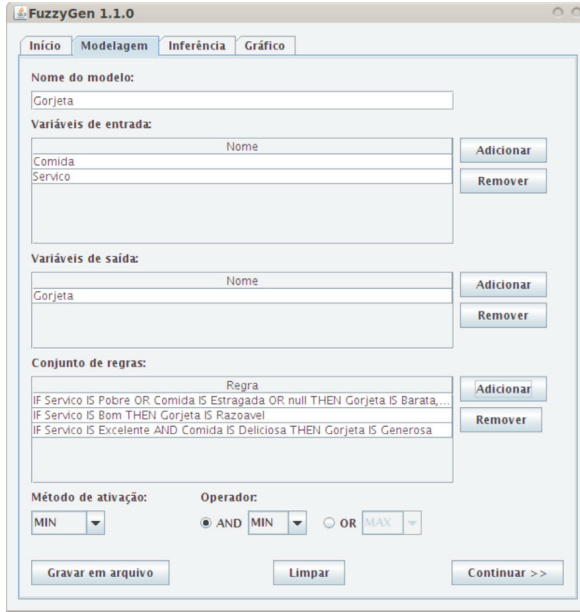 FuzzyGen 1.1.0
Início Modelagem Inferência Gráfico
Nome do modelo:
Gorjeta
Variáveis de entrada:
Nome
Comida
Servico
Adicionar
Remover
Variáveis de saída:
Nome
Gorjeta
Adicionar
Remover
Conjunto de regras:
Regra
IF Servico IS Pobre OR Comida IS Estragada OR null THEN Gorjeta IS Barata,...
IF Servico IS Bom THEN Gorjeta IS Razoavel
IF Servico IS Excelente AND Comida IS Deliciosa THEN Gorjeta IS Generosa
Adicionar
Remover
Método de ativação: Operador:
MIN AND MIN OR MAX
Gravar em arquivo Limpar Continuar >>